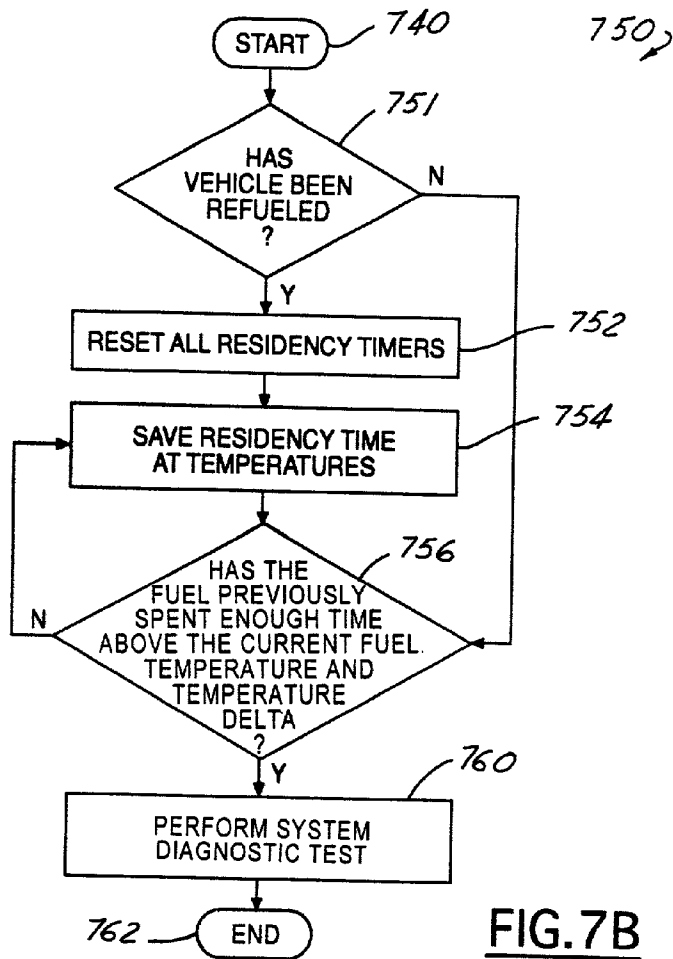 START
740
750
751
HAS
VEHICLE BEEN
REFUELED
?
N
Y
RESET ALL RESIDENCY TIMERS
752
SAVE RESIDENCY TIME
AT TEMPERATURES
754
756
HAS THE
FUEL PREVIOUSLY
SPENT ENOUGH TIME
ABOVE THE CURRENT FUEL.
TEMPERATURE AND
TEMPERATURE
DELTA
?
N
Y
760
PERFORM SYSTEM
DIAGNOSTIC TEST
762
END
FIG.7B